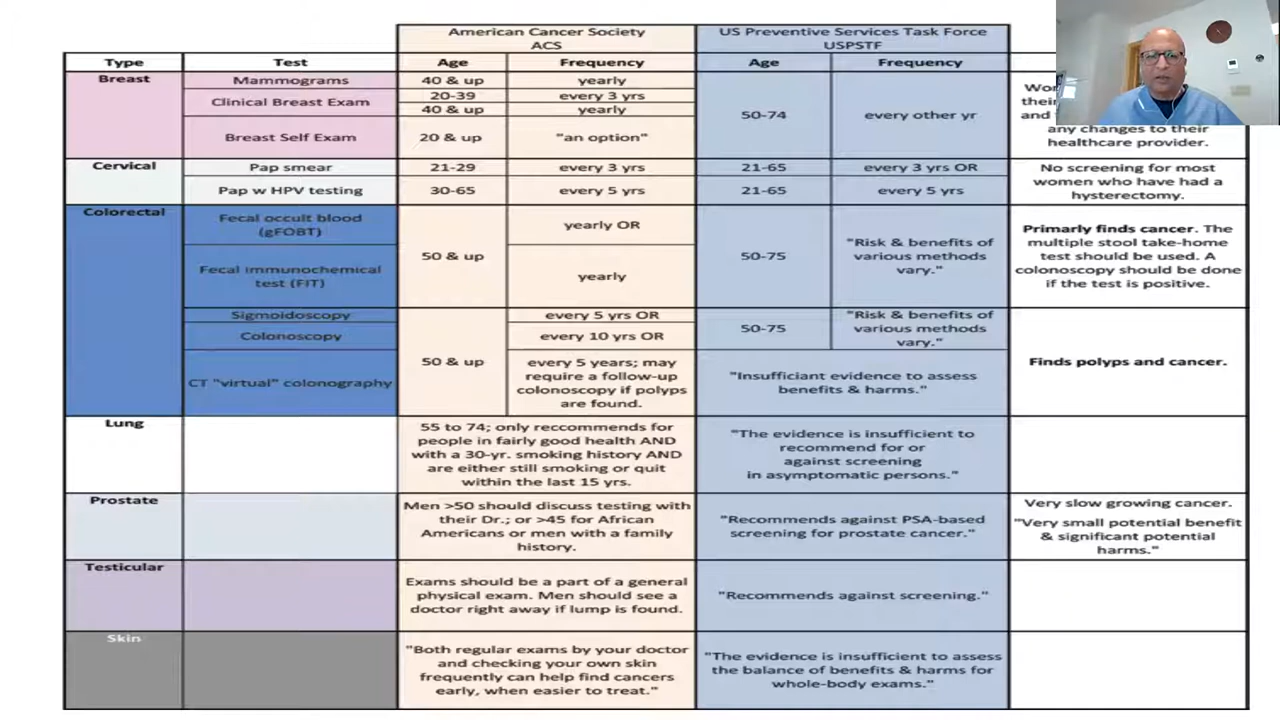 American Cancer Society
ACS
US Preventive Services Task Force
USPSTF
Type
Test
Age
Frequency
Age
Frequency
Breast
Mammograms
40 & up
yearly
Clinical Breast Exam
20-39
every 3 yrs
40 & up
yearly
Breast Self Exam
20 & up
"an option"
50-74
every other yr
their
and
any changes to their
healthcare provider.
Cervical
Pap smear
21-29
every 3 yrs
21-65
every 3 yrs OR
Pap w HPV testing
30-65
every 5 yrs
21-65
every 5 yrs
No screening for most
women who have had a
hysterectomy.
Colorectal
Fecal occult blood
(gFOBT)
Fecal immunochemical
test (FIT)
50 & up
yearly OR
yearly
50-75
"Risk & benefits of
various methods
vary."
Primarly finds cancer. The
multiple stool take-home
test should be used. A
colonoscopy should be done
if the test is positive.
Sigmoidoscopy
every 5 yrs OR
Colonoscopy
every 10 yrs OR
CT "virtual" colonography
50 & up
every 5 years; may
require a follow-up
colonoscopy if polyps
are found.
50-75
"Risk & benefits of
various methods
vary."
"Insufficiant evidence to assess
benefits & harms."
Finds polyps and cancer.
Lung
55 to 74; only reccommends for
people in fairly good health AND
with a 30-yr. smoking history AND
are either still smoking or quit
within the last 15 yrs.
"The evidence is insufficient to
recommend for or
against screening
in asymptomatic persons."
Prostate
Men >50 should discuss testing with
their Dr.; or >45 for African
Americans or men with a family
history.
"Recommends against PSA-based
screening for prostate cancer."
Very slow growing cancer.
"Very small potential benefit
& significant potential
harms."
Testicular
Exams should be a part of a general
physical exam. Men should see a
doctor right away if lump is found.
"Recommends against screening."
Skin
"Both regular exams by your doctor
and checking your own skin
frequently can help find cancers
early, when easier to treat."
"The evidence is insufficient to assess
the balance of benefits & harms for
whole-body exams."